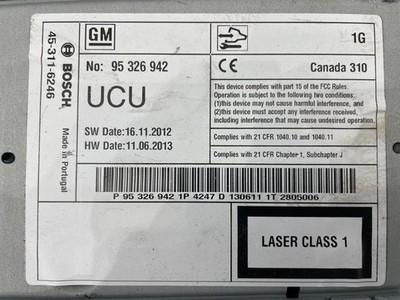 BOSCH
45-311-6246
Made in Portugal
GM
1G
No: 95 326 942
CE
Canada 310
UCU
This device complies with part 15 of the FCC Rules.
Operation is subject to the following two conditions:
(1)this device may not cause harmful interference, and
(2)this device must accept any interference received,
including interference that may cause undesired operation.
SW Date:16.11.2012
HW Date:11.06.2013
Complies with 21 CFR 1040.10 and 1040.11
Complies with 21 CFR Chapter 1, Subchapter J
P 95 326 942 1P 4247 D 130611 1T 2805006
LASER CLASS 1